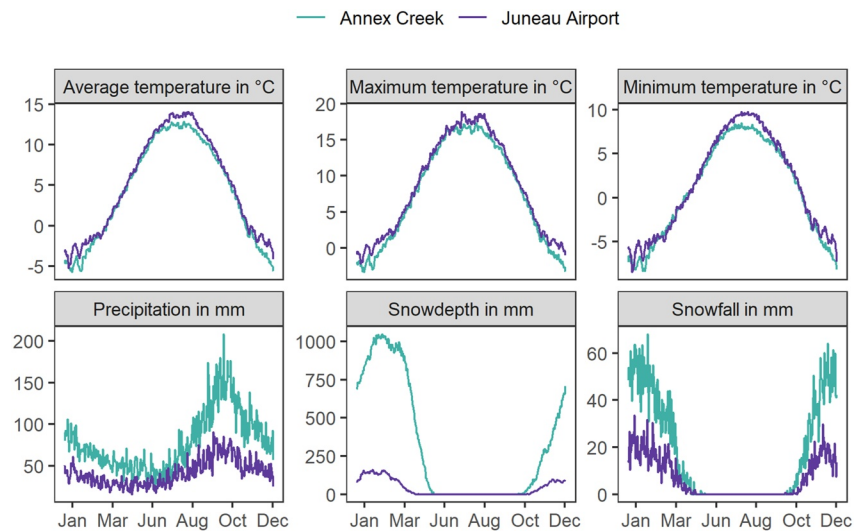 Annex Creek Juneau Airport
Average temperature in °C Maximum temperature in °C Minimum temperature in °C
15 20 10
10 15 5
5 10 0
0 5 -5
-5 0
Precipitation in mm Snowdepth in mm Snowfall in mm
200 1000 60
150 750 40
100 500 20
50 250 0
0
Jan Mar Jun Aug Oct Dec Jan Mar Jun Aug Oct Dec Jan Mar Jun Aug Oct Dec